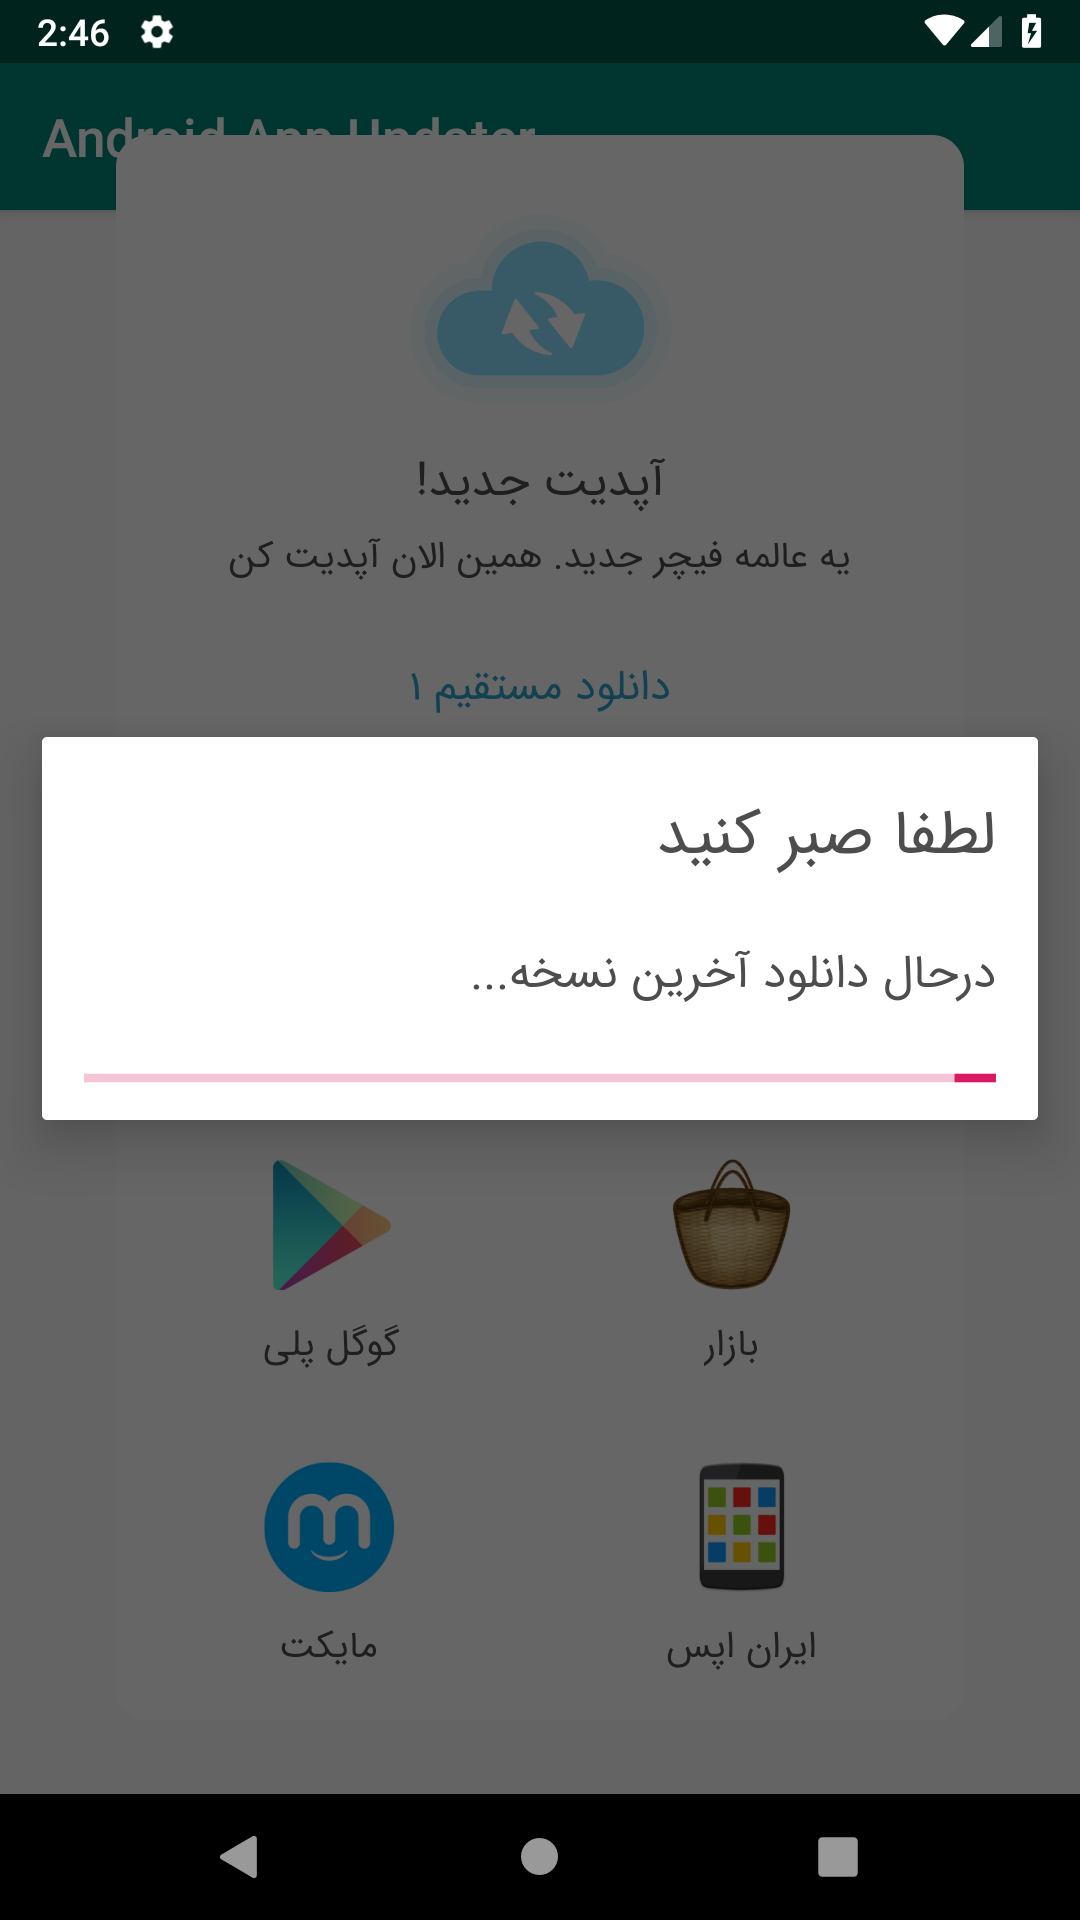 2:46
Android App Updater
آپدیت جدید!
یه عالمه فیچر جدید. همین الان آپدیت کن
دانلود مستقیم ۱
لطفا صبر کنید
درحال دانلود آخرین نسخه...
بازار
گوگل پلی
ایران اپس
مایکت